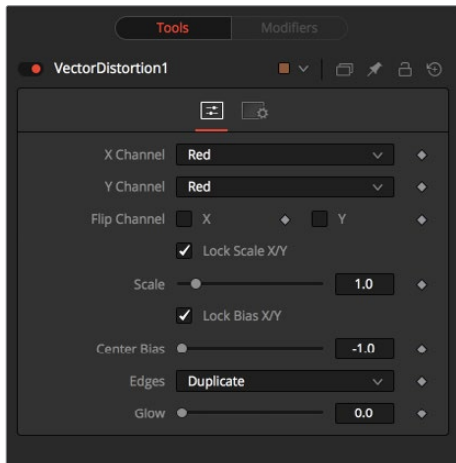 Tools Modifiers
VectorDistortion1
X Channel Red
Y Channel Red
Flip Channel X Y
Lock Scale X/Y
Scale 1.0
Lock Bias X/Y
Center Bias -1.0
Edges Duplicate
Glow 0.0